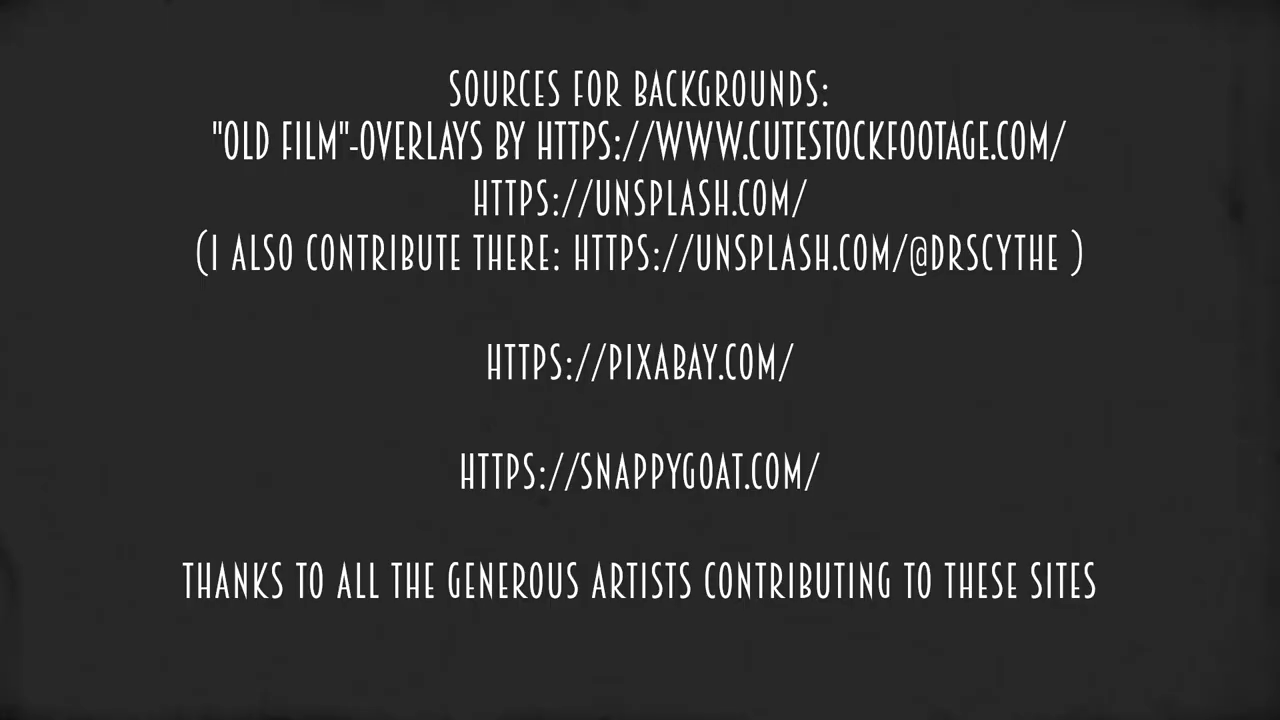 SOURCES FOR BACKGROUNDS:
"OLD FILM"-OVERLAYS BY HTTPS://WWW.CUTESTOCKFOOTAGE.COM/
HTTPS://UNSPLASH.COM/
(I ALSO CONTRIBUTE THERE: HTTPS://UNSPLASH.COM/@DRSCYTHE )
HTTPS://PIXABAY.COM/
HTTPS://SNAPPYGOAT.COM/
THANKS TO ALL THE GENEROUS ARTISTS CONTRIBUTING TO THESE SITES